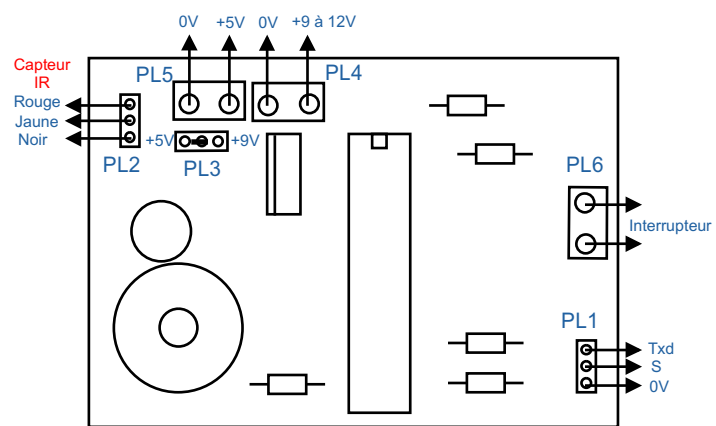 0V +5V 0V +9 à 12V
PL5 PL4
Capteur
IR
Rouge
Jaune
Noir
PL2
+5V +9V
PL3
PL6
Interrupteur
PL1
Txd
S
0V